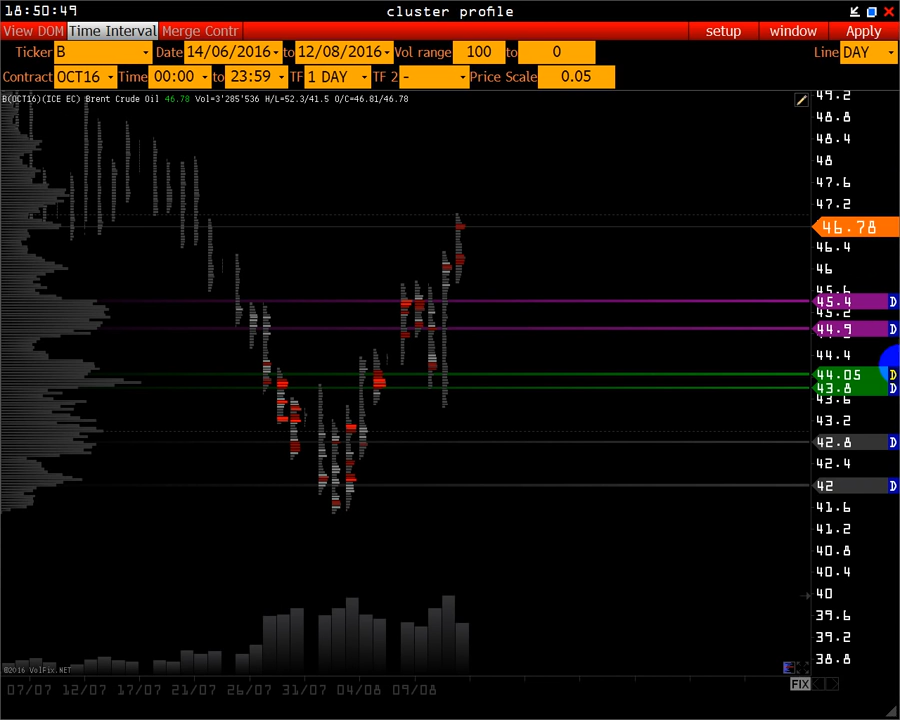 18:50:49 cluster profile
View DOM Time Interval Merge Contr setup window Apply
Ticker B Date 14/06/2016 to 12/08/2016 Vol range 100 to 0 Line DAY
Contract OCT16 Time 00:00 to 23:59 TF 1 DAY TF 2 - Price Scale 0.05
B(OCT16)(ICE EC) Brent Crude Oil 46.78 Vol=3'285'536 H/L=52.3/41.5 O/C=46.81/46.78
49.2
48.8
48.4
48
47.6
47.2
46.78
46.4
46
45.6
45.4 D
45.2
44.9 D
44.4
44.05 D
43.8 D
43.6
43.2
42.8 D
42.4
42 D
41.6
41.2
40.8
40.4
40
39.6
39.2
38.8
©2016 VolFix.NET
07/07 12/07 17/07 21/07 26/07 31/07 04/08 09/08
FIX